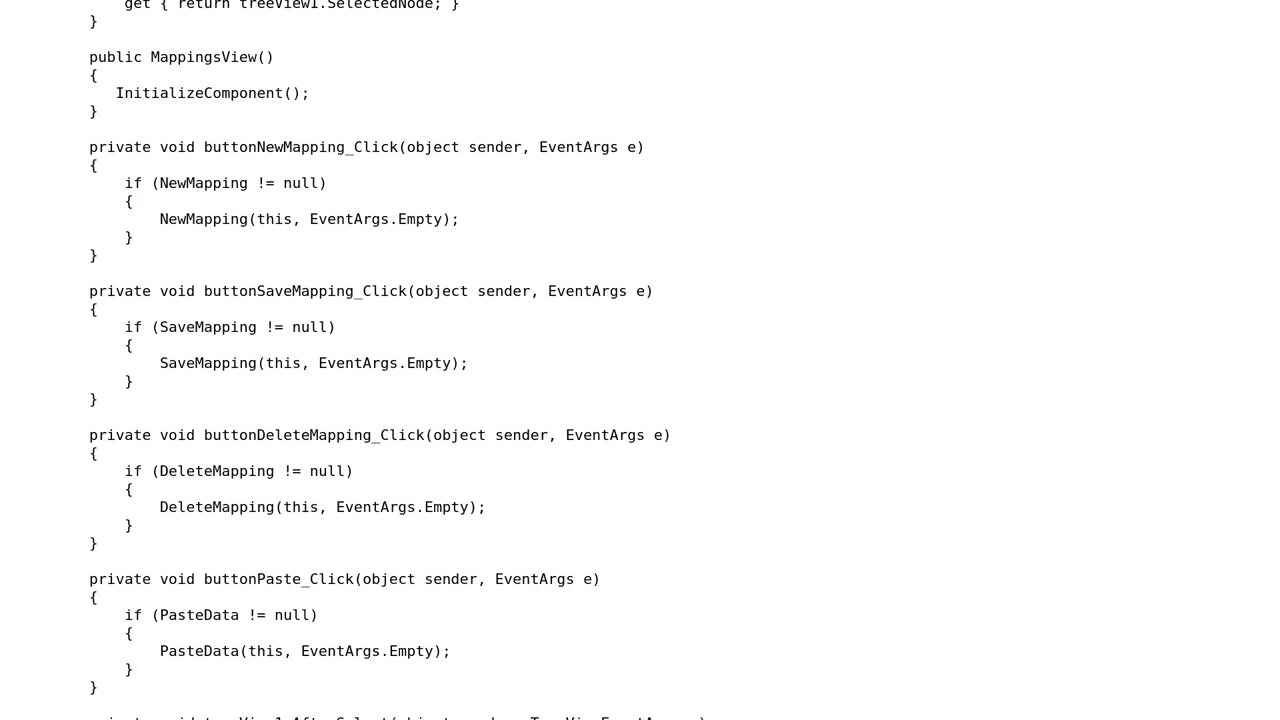 get { return treeView1.SelectedNode; }
}
public MappingsView()
{
InitializeComponent();
}
private void buttonNewMapping_Click(object sender, EventArgs e)
{
if (NewMapping != null)
{
NewMapping(this, EventArgs.Empty);
}
}
private void buttonSaveMapping_Click(object sender, EventArgs e)
{
if (SaveMapping != null)
{
SaveMapping(this, EventArgs.Empty);
}
}
private void buttonDeleteMapping_Click(object sender, EventArgs e)
{
if (DeleteMapping != null)
{
DeleteMapping(this, EventArgs.Empty);
}
}
private void buttonPaste_Click(object sender, EventArgs e)
{
if (PasteData != null)
{
PasteData(this, EventArgs.Empty);
}
}